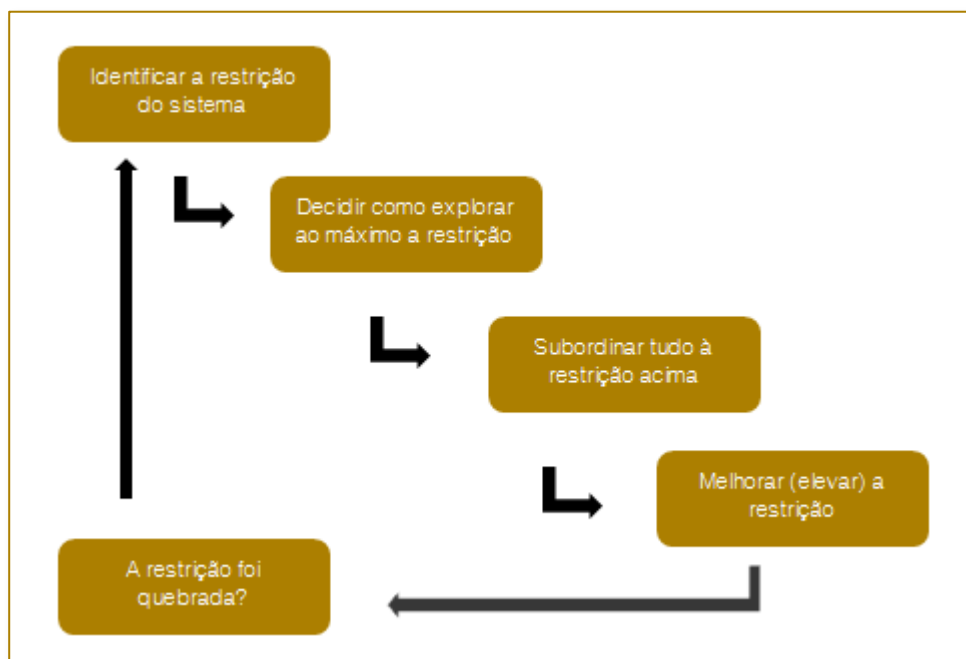 Identificar a restrição
do sistema
Decidir como explorar
ao máximo a restrição
Subordinar tudo à
restrição acima
Melhorar (elevar) a
restrição
A restrição foi
quebrada?